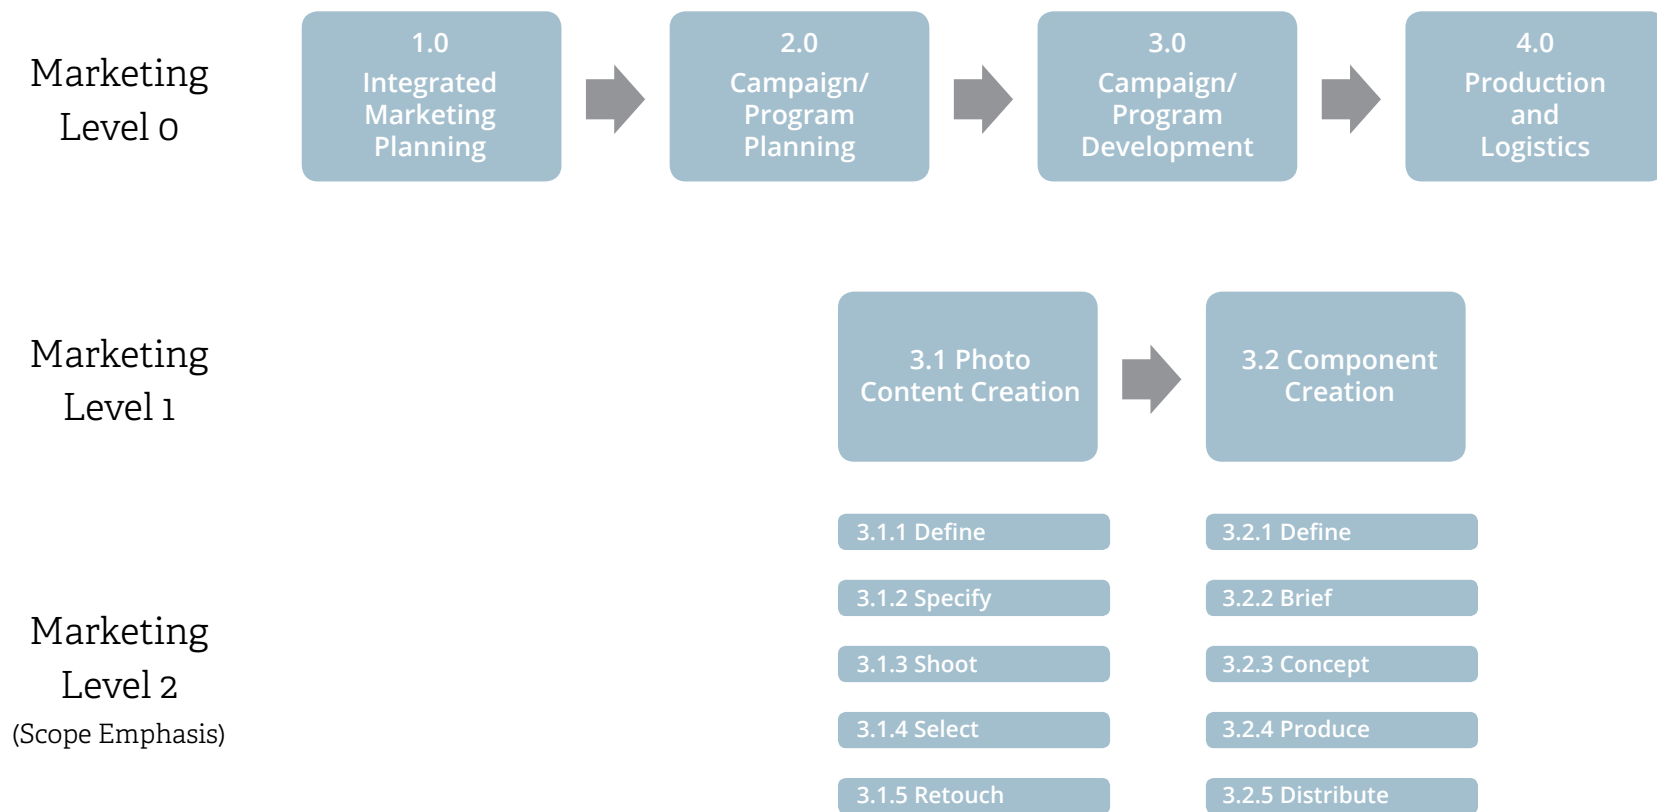 Marketing
Level 0
1.0
Integrated
Marketing
Planning
2.0
Campaign/
Program
Planning
3.0
Campaign/
Program
Development
4.0
Production
and
Logistics
Marketing
Level 1
3.1 Photo
Content Creation
3.2 Component
Creation
Marketing
Level 2
(Scope Emphasis)
3.1.1 Define
3.1.2 Specify
3.1.3 Shoot
3.1.4 Select
3.1.5 Retouch
3.2.1 Define
3.2.2 Brief
3.2.3 Concept
3.2.4 Produce
3.2.5 Distribute